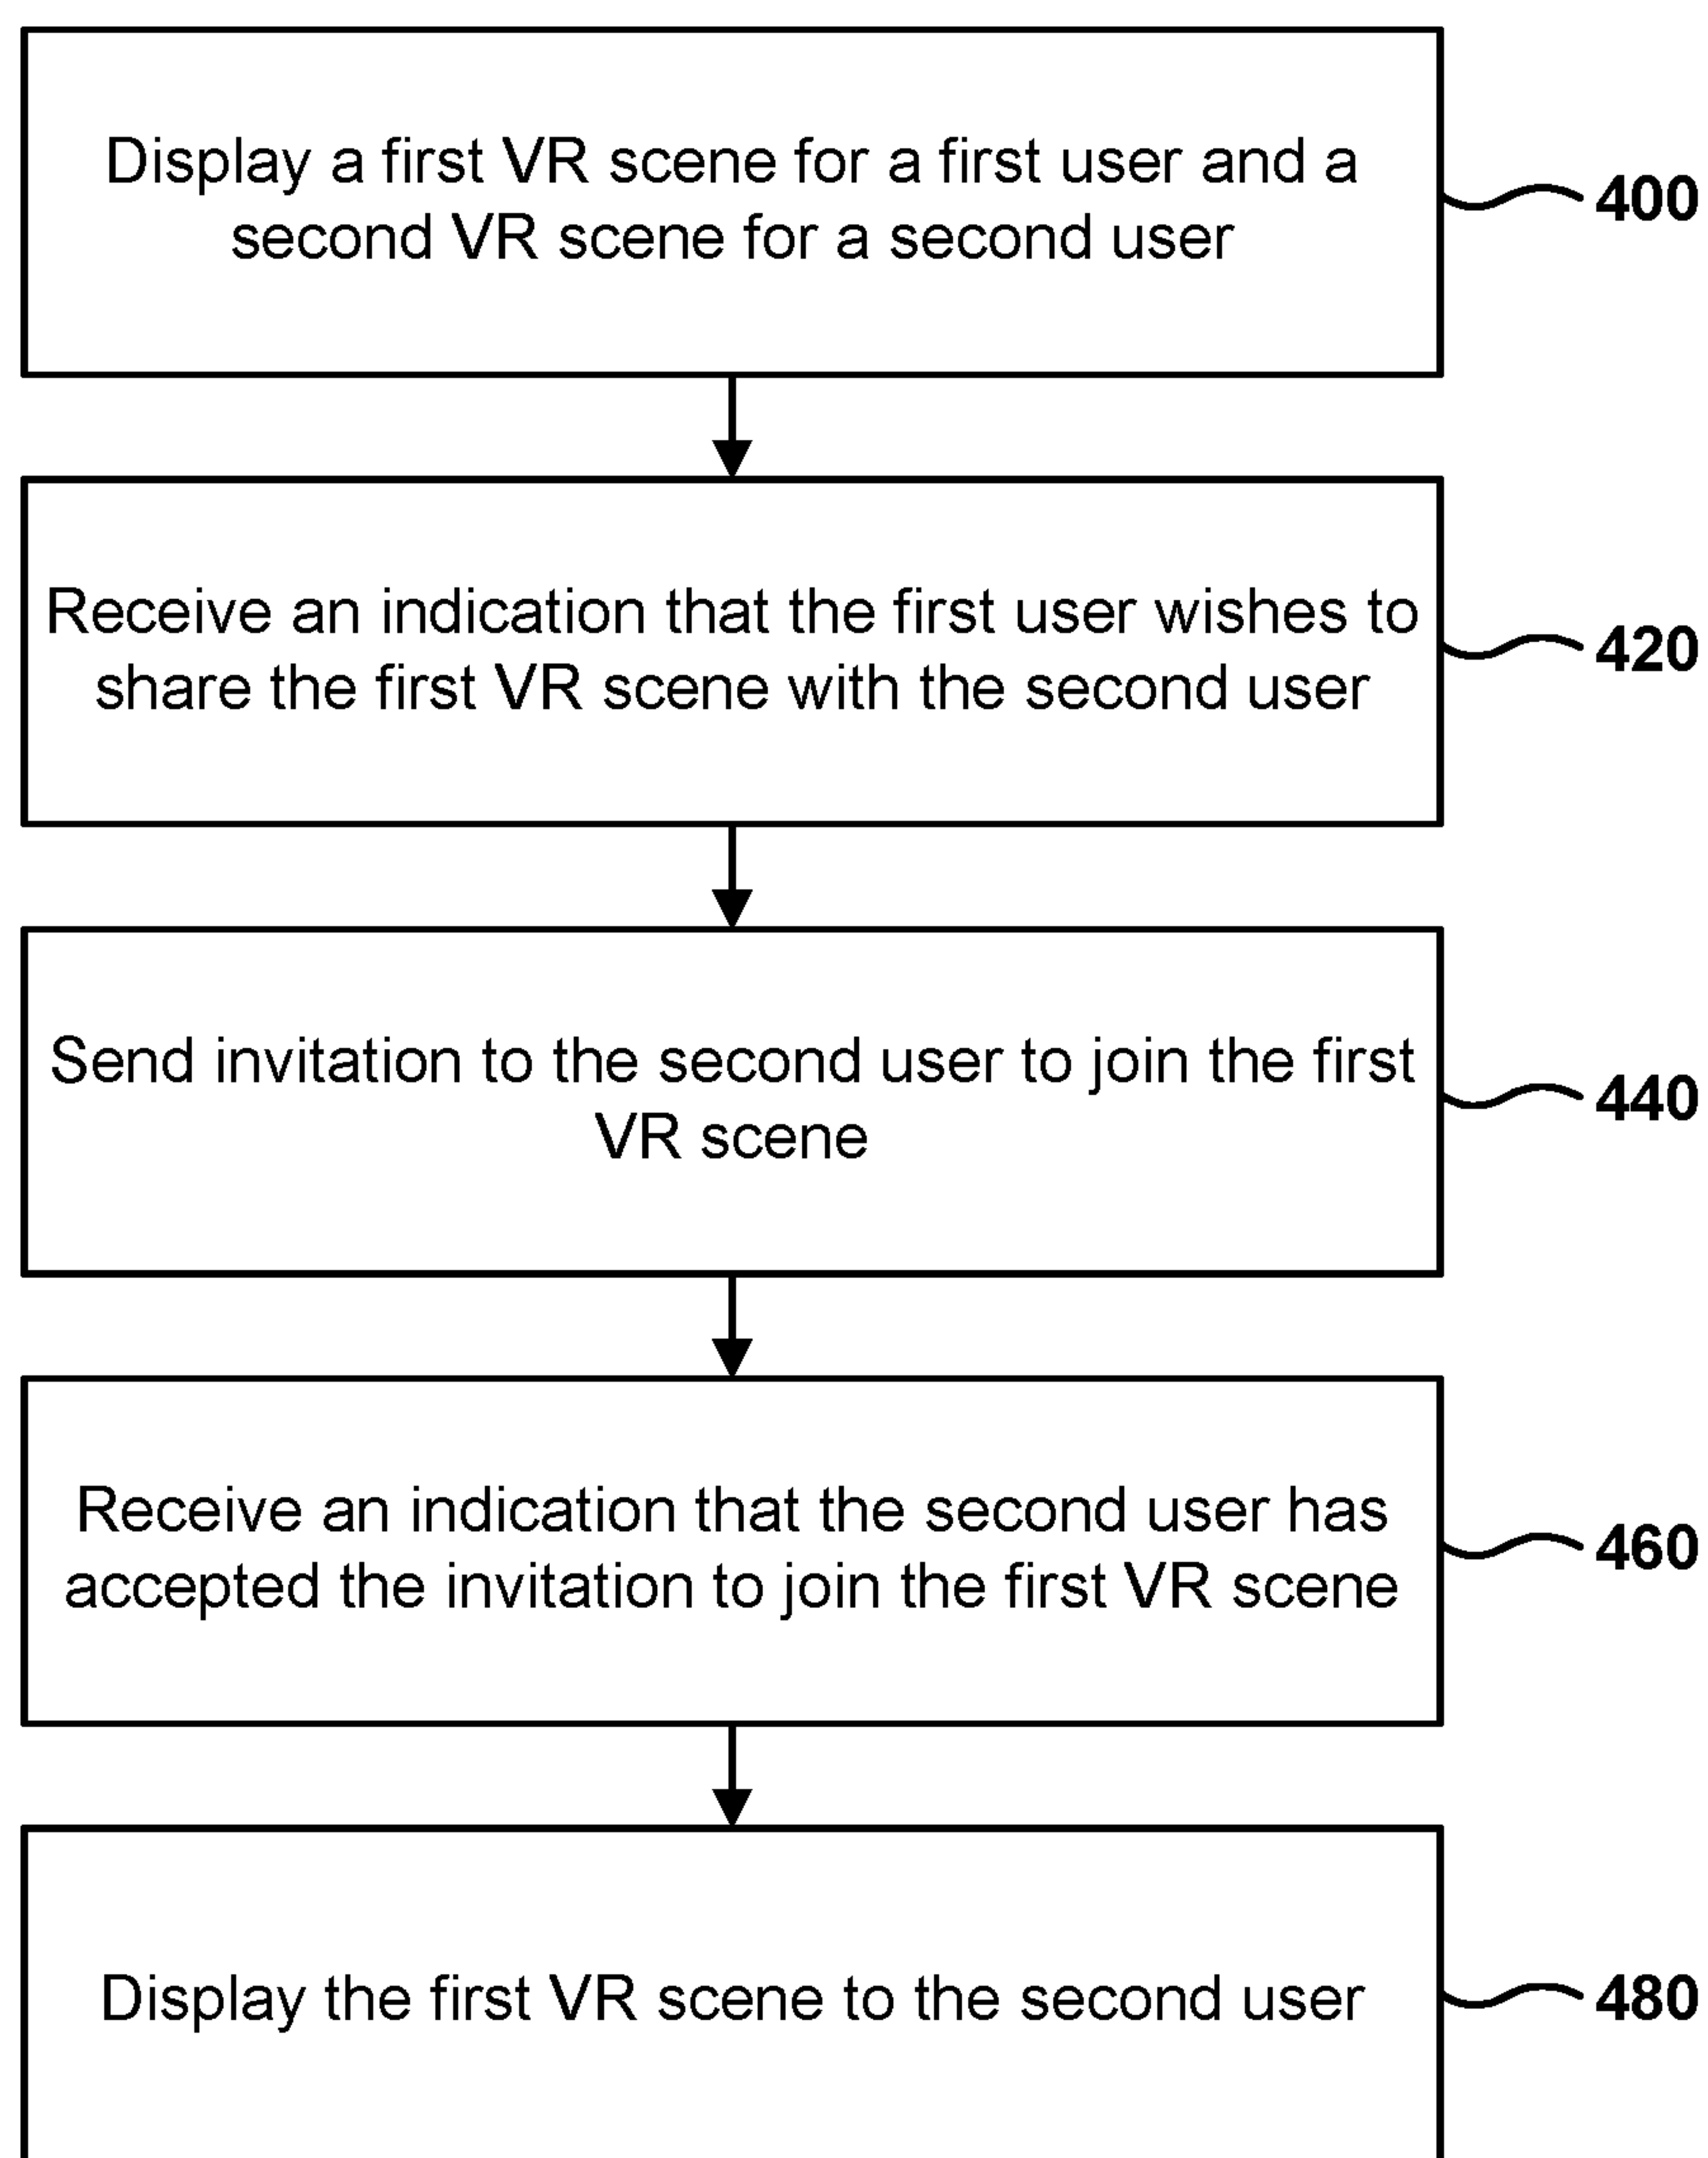 Display a first VR scene for a first user and a
second VR scene for a second user
400
Receive an indication that the first user wishes to
share the first VR scene with the second user
420
Send invitation to the second user to join the first
VR scene
440
Receive an indication that the second user has
accepted the invitation to join the first VR scene
460
Display the first VR scene to the second user
480